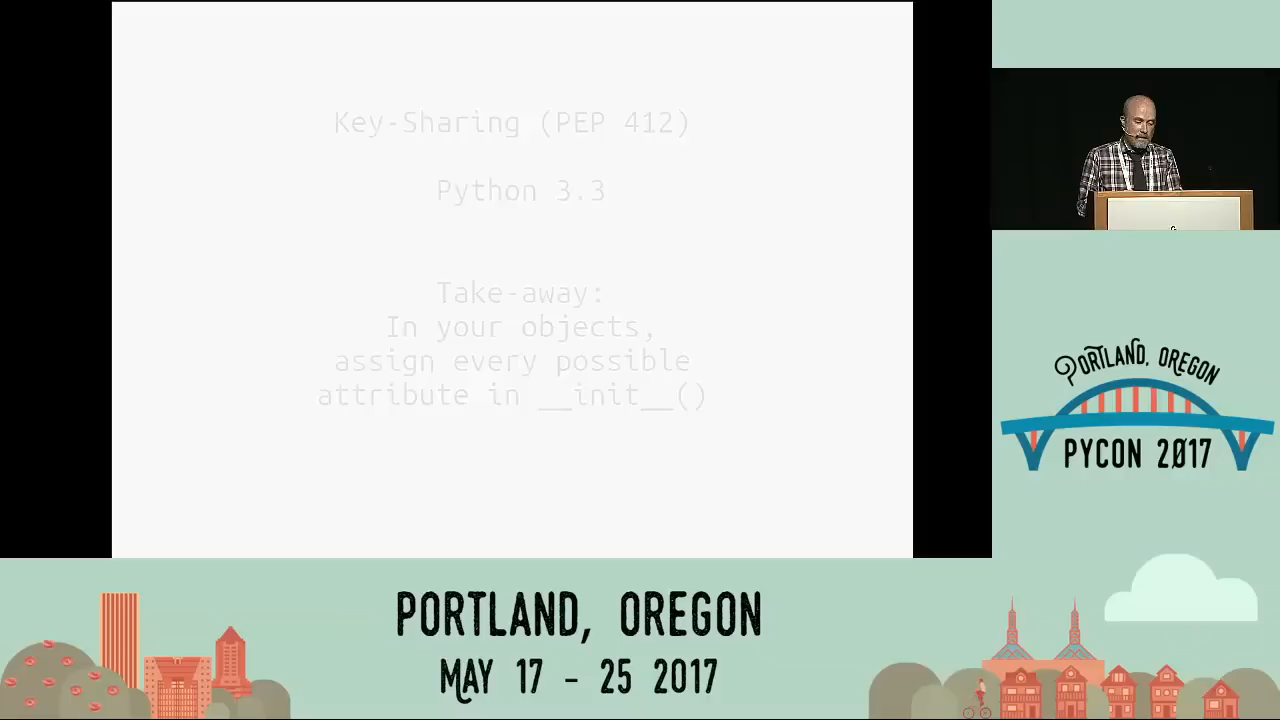 Key-Sharing (PEP 412)
Python 3.3
Take-away:
In your objects,
assign every possible
attribute in __init__()
PORTLAND, OREGON
PYCON 2017
PORTLAND, OREGON
MAY 17 - 25 2017